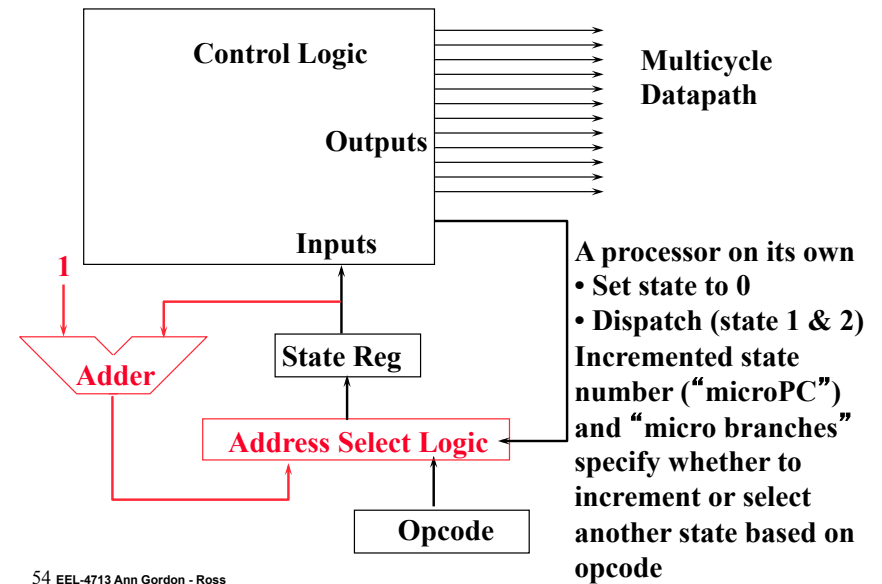 Control Logic
Multicycle
Datapath
Outputs
Inputs
1
A processor on its own
• Set state to 0
• Dispatch (state 1 & 2)
Incremented state
number (“microPC”)
and “micro branches”
specify whether to
increment or select
another state based on
opcode
State Reg
Adder
Address Select Logic
Opcode
54 EEL-4713 Ann Gordon - Ross